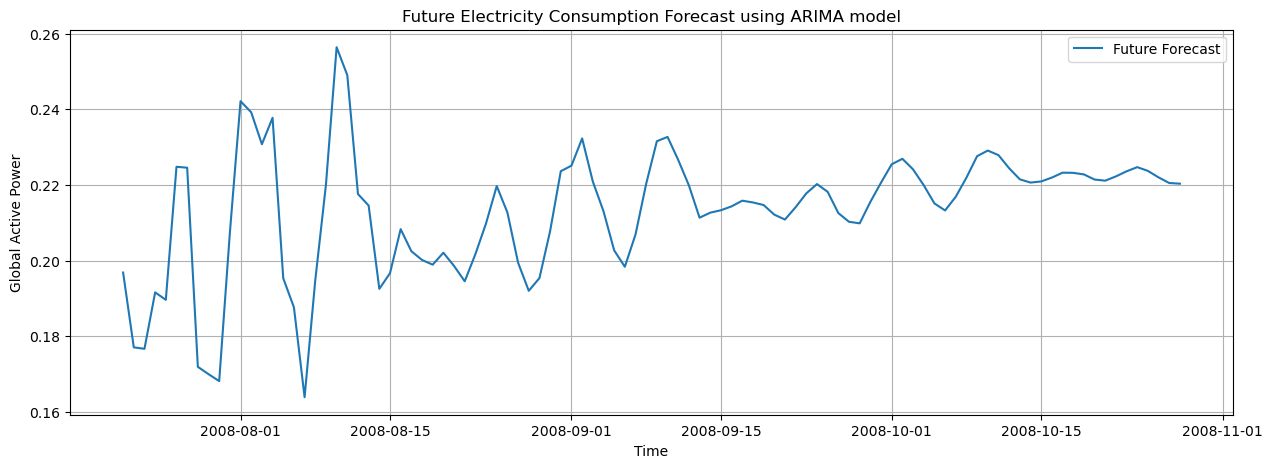 Future Electricity Consumption Forecast using ARIMA model
Future Forecast
Global Active Power
0.26
0.24
0.22
0.20
0.18
0.16
2008-08-01 2008-08-15 2008-09-01 2008-09-15 2008-10-01 2008-10-15 2008-11-01
Time